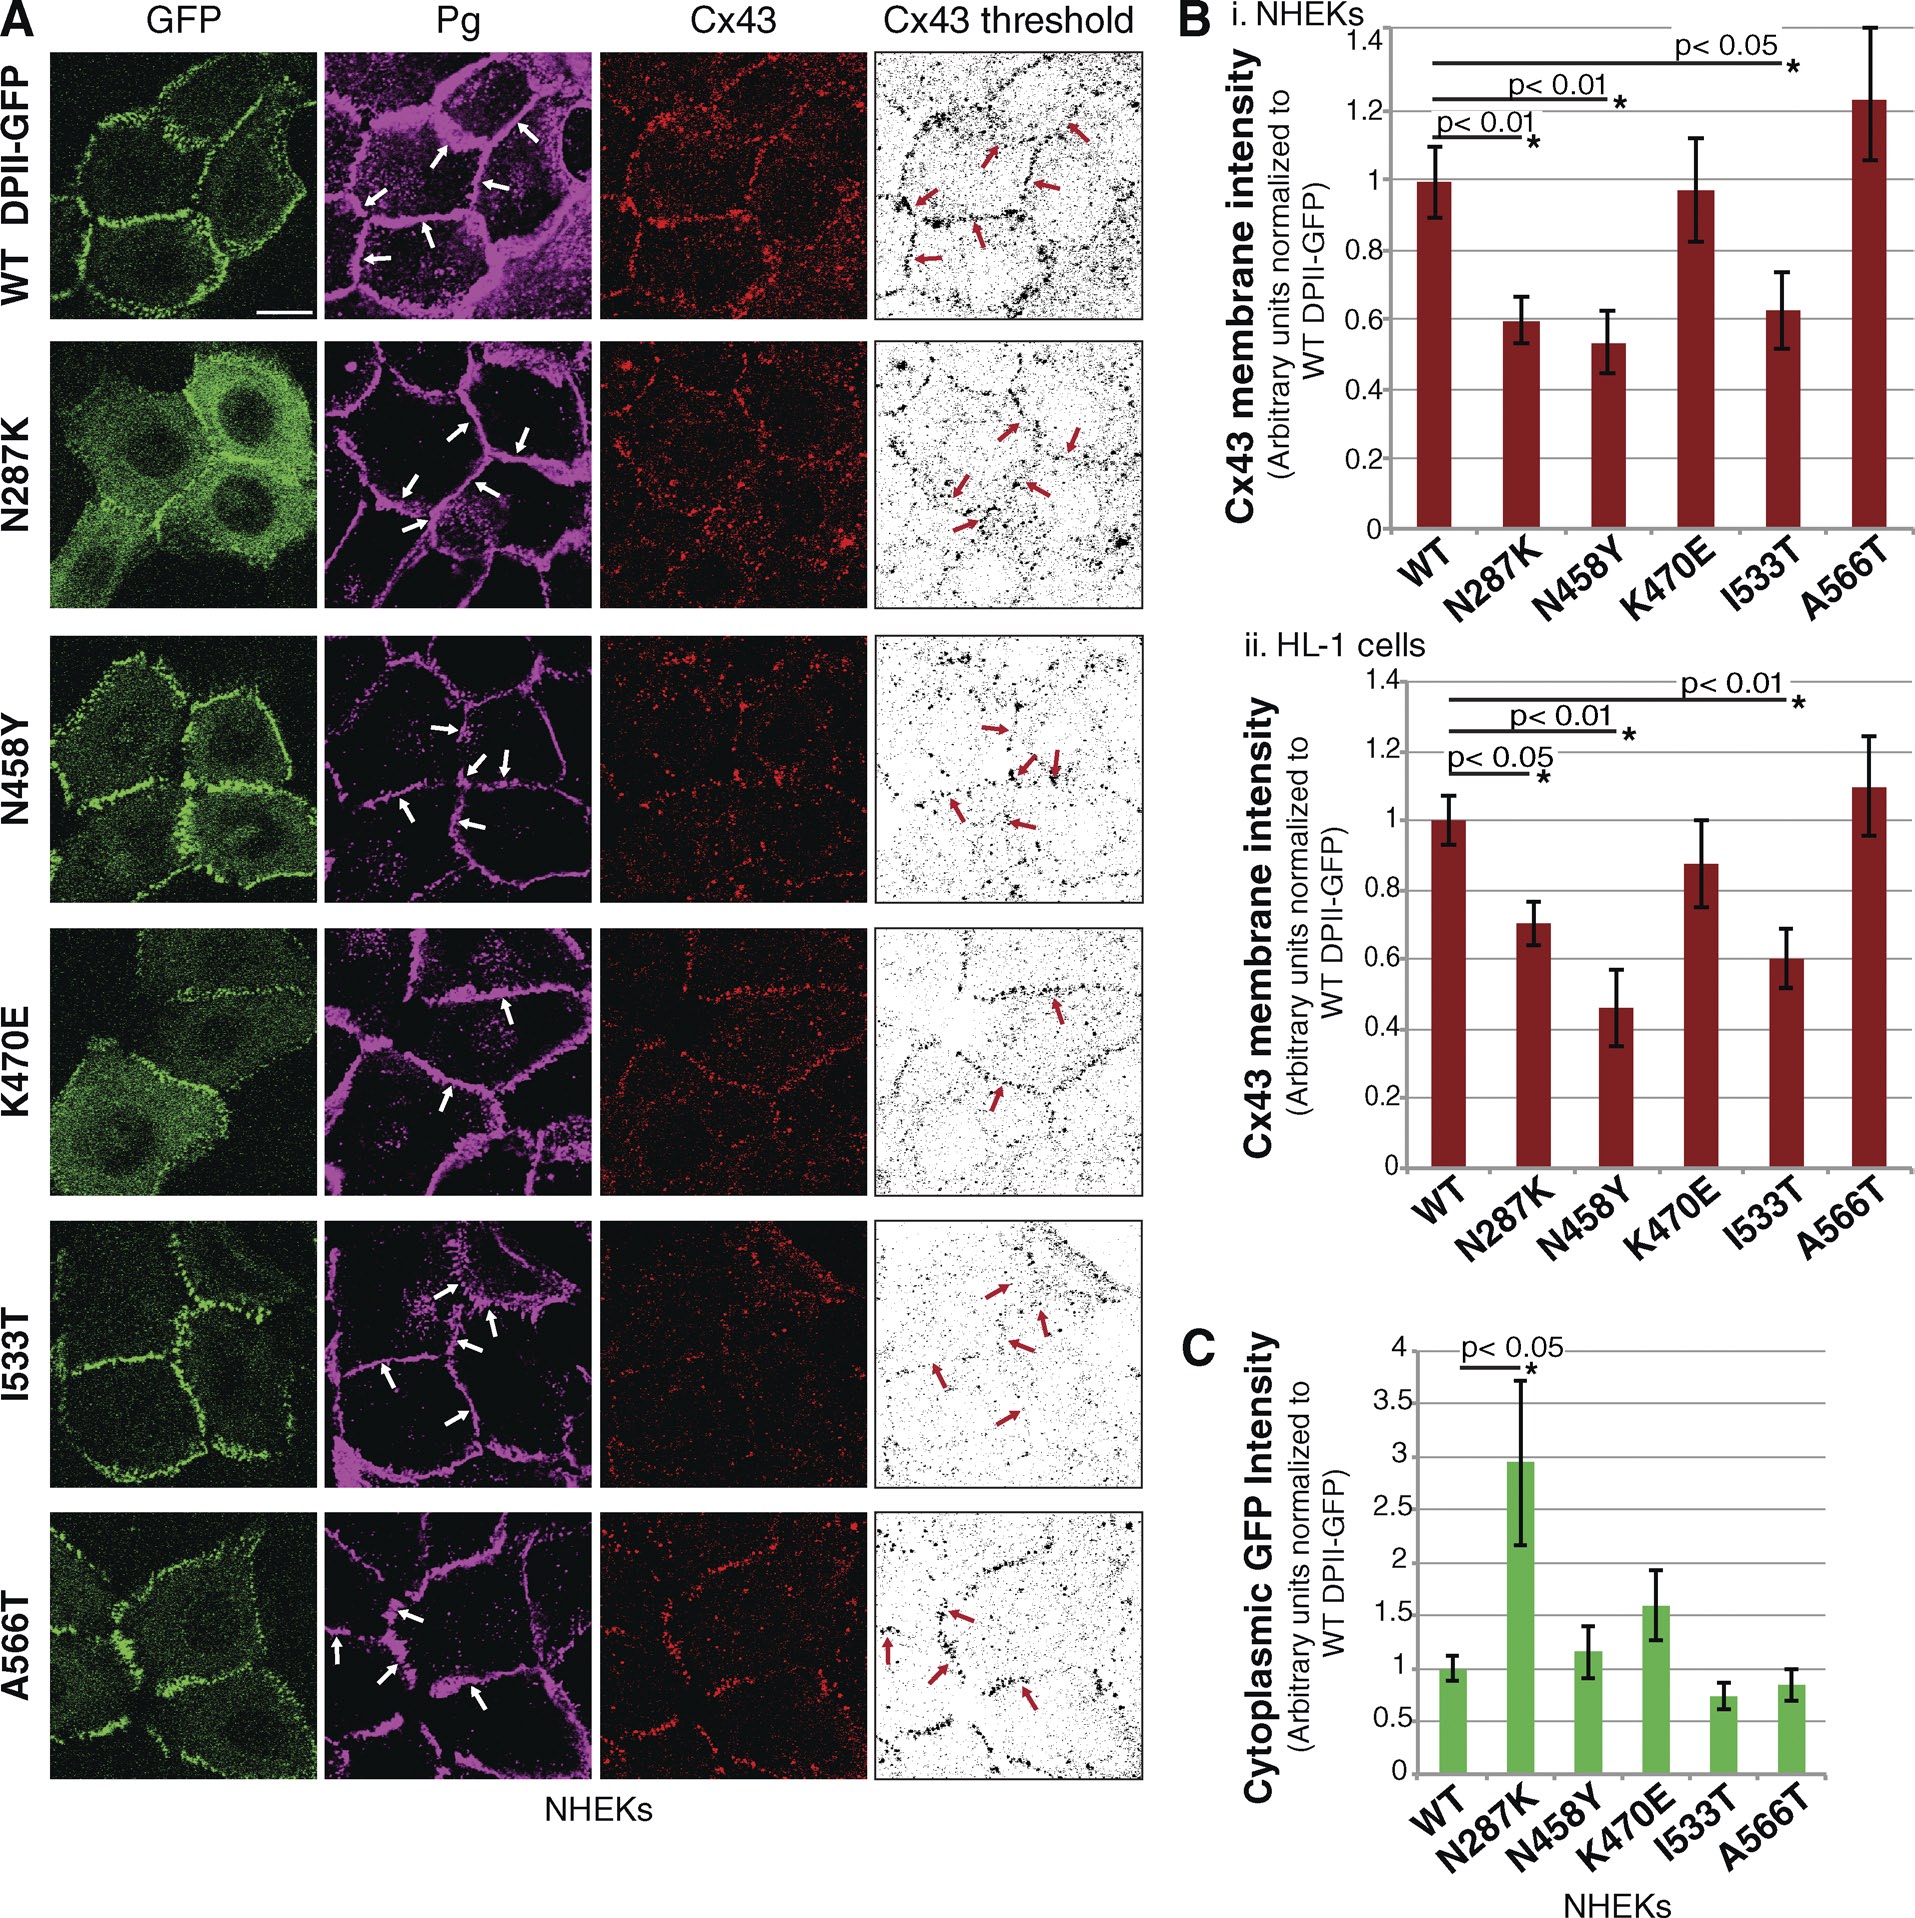 A
GFP
Pg
Cx43
Cx43 threshold
WT DPII-GFP
N287K
N458Y
K470E
I533T
A566T
NHEKs
B
i. NHEKs
Cx43 membrane intensity
(Arbitrary units normalized to
WT DPII-GFP)
1.4
1.2
1
0.8
0.6
0.4
0.2
0
p< 0.05
*
p< 0.01
*
p< 0.01
*
WT
N287K
N458Y
K470E
I533T
A566T
ii. HL-1 cells
Cx43 membrane intensity
(Arbitrary units normalized to
WT DPII-GFP)
1.4
1.2
1
0.8
0.6
0.4
0.2
0
p< 0.01
*
p< 0.01
*
p< 0.05
*
WT
N287K
N458Y
K470E
I533T
A566T
C
Cytoplasmic GFP Intensity
(Arbitrary units normalized to
WT DPII-GFP)
4
3.5
3
2.5
2
1.5
1
0.5
0
p< 0.05
*
WT
N287K
N458Y
K470E
I533T
A566T
NHEKs